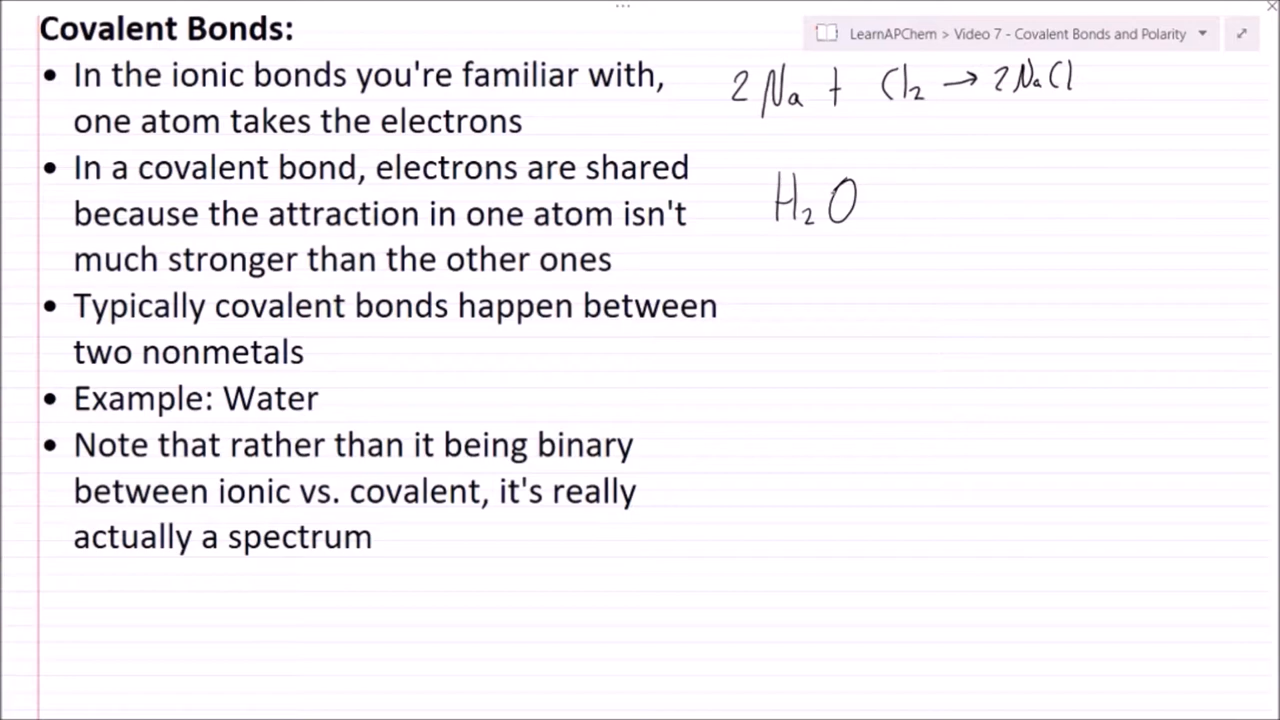 Covalent Bonds:
LearnAPChem > Video 7 - Covalent Bonds and Polarity
• In the ionic bonds you're familiar with,
one atom takes the electrons
2 Na + Cl₂ → 2 NaCl
• In a covalent bond, electrons are shared
because the attraction in one atom isn't
much stronger than the other ones
H₂O
• Typically covalent bonds happen between
two nonmetals
• Example: Water
• Note that rather than it being binary
between ionic vs. covalent, it's really
actually a spectrum